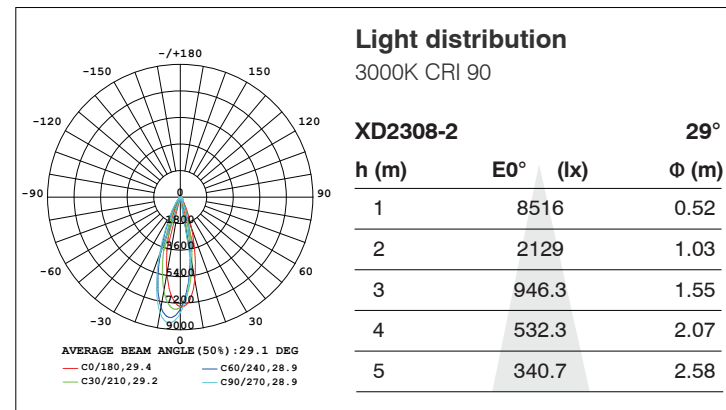 -/+180
-150 150
-120 120
-90 90
-60 60
-30 30
0
1800
3600
5400
7200
9000
0
AVERAGE BEAM ANGLE(50%):29.1 DEG
C0/180,29.4 C60/240,28.9
C30/210,29.2 C90/270,28.9
Light distribution
3000K CRI 90
XD2308-2 29°
h (m) E0° (lx) Φ (m)
1 8516 0.52
2 2129 1.03
3 946.3 1.55
4 532.3 2.07
5 340.7 2.58